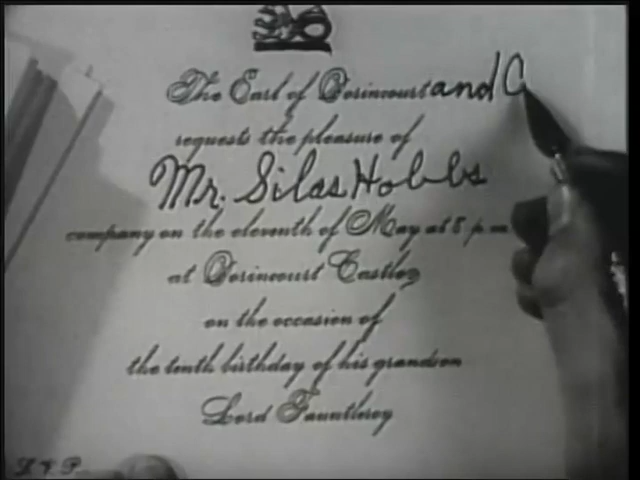 The Earl of Dorincourt and C
requests the pleasure of
Mr. Silas Hobbs
company on the eleventh of May at 8 p.m
at Dorincourt Castle
on the occasion of
the tenth birthday of his grandson
Lord Fauntleroy
R.V.P.